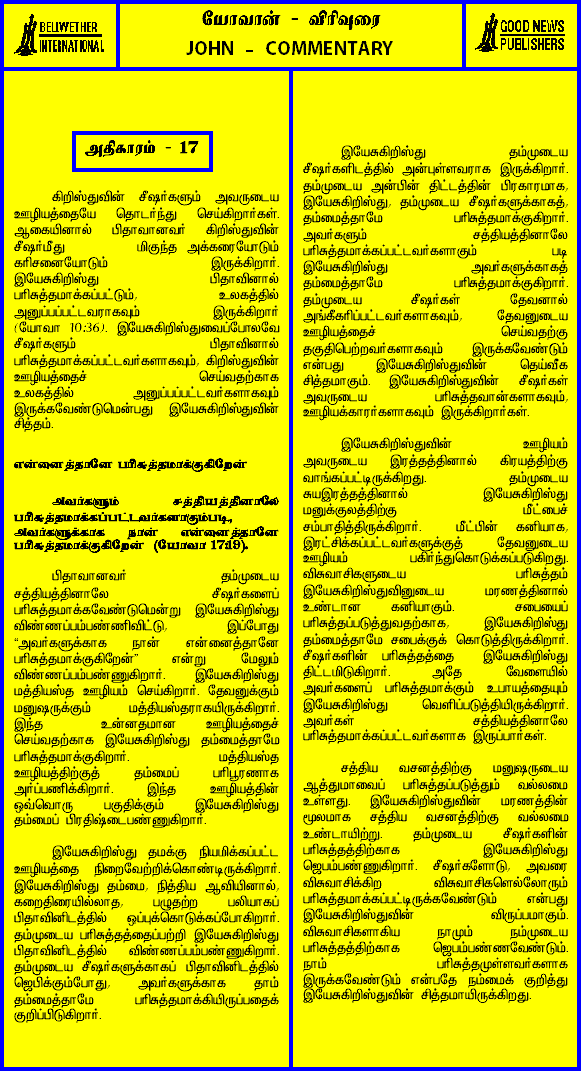 BELIWETHER
INTERNATIONAL
யோவான் - விரிவுரை
JOHN - COMMENTARY
GOOD NEWS
PUBLISHERS
அதிகாரம் - 17
கிறிஸ்துவின் சீஷர்களும் அவருடைய
ஊழியத்தையே தொடர்ந்து செய்கிறார்கள்.
ஆகையினால் பிதாவானவர் கிறிஸ்துவின்
சீஷர்மீது மிகுந்த அக்கரையோடும்
கரிசனையோடும் இருக்கிறார்.
இயேசுகிறிஸ்து பிதாவினால்
பரிசுத்தமாக்கப்பட்டும், உலகத்தில்
அனுப்பப்பட்டவராகவும் இருக்கிறார்
(யோவா 10:36). இயேசுகிறிஸ்துவைப்போலவே
சீஷர்களும் பிதாவினால்
பரிசுத்தமாக்கப்பட்டவர்களாகவும், கிறிஸ்துவின்
ஊழியத்தைச் செய்வதற்காக
உலகத்தில் அனுப்பப்பட்டவர்களாகவும்
இருக்கவேண்டுமென்பது இயேசுகிறிஸ்துவின்
சித்தம்.
என்னைத்தானே பரிசுத்தமாக்குகிறேன்
அவர்களும் சத்தியத்தினாலே
பரிசுத்தமாக்கப்பட்டவர்களாகும்படி,
அவர்களுக்காக நான் என்னைத்தானே
பரிசுத்தமாக்குகிறேன் (யோவா 17:19).
பிதாவானவர் தம்முடைய
சத்தியத்தினாலே சீஷர்களைப்
பரிசுத்தமாக்கவேண்டுமென்று இயேசுகிறிஸ்து
விண்ணப்பம்பண்ணிவிட்டு, இப்போது
"அவர்களுக்காக நான் என்னைத்தானே
பரிசுத்தமாக்குகிறேன்" என்று மேலும்
விண்ணப்பம்பண்ணுகிறார். இயேசுகிறிஸ்து
மத்தியஸ்த ஊழியம் செய்கிறார். தேவனுக்கும்
மனுஷருக்கும் மத்தியஸ்தராகயிருக்கிறார்.
இந்த உன்னதமான ஊழியத்தைச்
செய்வதற்காக இயேசுகிறிஸ்து தம்மைத்தாமே
பரிசுத்தமாக்குகிறார். மத்தியஸ்த
ஊழியத்திற்குத் தம்மைப் பரிபூரணாக
அர்ப்பணிக்கிறார். இந்த ஊழியத்தின்
ஒவ்வொரு பகுதிக்கும் இயேசுகிறிஸ்து
தம்மைப் பிரதிஷ்டைபண்ணுகிறார்.
இயேசுகிறிஸ்து தமக்கு நியமிக்கப்பட்ட
ஊழியத்தை நிறைவேற்றிக்கொண்டிருக்கிறார்.
இயேசுகிறிஸ்து தம்மை, நித்திய ஆவியினால்,
கறைதிரையில்லாத, பழுதற்ற பலியாகப்
பிதாவினிடத்தில் ஒப்புக்கொடுக்கப்போகிறார்.
தம்முடைய பரிசுத்தத்தைப்பற்றி இயேசுகிறிஸ்து
பிதாவினிடத்தில் விண்ணப்பம்பண்ணுகிறார்.
தம்முடைய சீஷர்களுக்காகப் பிதாவினிடத்தில்
ஜெபிக்கும்போது, அவர்களுக்காக தாம்
தம்மைத்தாமே பரிசுத்தமாக்கியிருப்பதைக்
குறிப்பிடுகிறார்.
இயேசுகிறிஸ்து தம்முடைய
சீஷர்களிடத்தில் அன்புள்ளவராக இருக்கிறார்.
தம்முடைய அன்பின் திட்டத்தின் பிரகாரமாக,
இயேசுகிறிஸ்து, தம்முடைய சீஷர்களுக்காகத்,
தம்மைத்தாமே பரிசுத்தமாக்குகிறார்.
அவர்களும் சத்தியத்தினாலே
பரிசுத்தமாக்கப்பட்டவர்களாகும் படி
இயேசுகிறிஸ்து அவர்களுக்காகத்
தம்மைத்தாமே பரிசுத்தமாக்குகிறார்.
தம்முடைய சீஷர்கள் தேவனால்
அங்கீகரிப்பட்டவர்களாகவும், தேவனுடைய
ஊழியத்தைச் செய்வதற்கு
தகுதிபெற்றவர்களாகவும் இருக்கவேண்டும்
என்பது இயேசுகிறிஸ்துவின் தெய்வீக
சித்தமாகும். இயேசுகிறிஸ்துவின் சீஷர்கள்
அவருடைய பரிசுத்தவான்களாகவும்,
ஊழியக்காரர்களாகவும் இருக்கிறார்கள்.
இயேசுகிறிஸ்துவின் ஊழியம்
அவருடைய இரத்தத்தினால் கிரயத்திற்கு
வாங்கப்பட்டிருக்கிறது. தம்முடைய
சுயஇரத்தத்தினால் இயேசுகிறிஸ்து
மனுக்குலத்திற்கு மீட்பைச்
சம்பாதித்திருக்கிறார். மீட்பின் கனியாக,
இரட்சிக்கப்பட்டவர்களுக்குத் தேவனுடைய
ஊழியம் பகிர்ந்துகொடுக்கப்படுகிறது.
விசுவாசிகளுடைய பரிசுத்தம்
இயேசுகிறிஸ்துவினுடைய மரணத்தினால்
உண்டான கனியாகும். சபையைப்
பரிசுத்தப்படுத்துவதற்காக, இயேசுகிறிஸ்து
தம்மைத்தாமே சபைக்குக் கொடுத்திருக்கிறார்.
சீஷர்களின் பரிசுத்தத்தை இயேசுகிறிஸ்து
திட்டமிடுகிறார். அதே வேளையில்
அவர்களைப் பரிசுத்தமாக்கும் உபாயத்தையும்
இயேசுகிறிஸ்து வெளிப்படுத்தியிருக்கிறார்.
அவர்கள் சத்தியத்தினாலே
பரிசுத்தமாக்கப்பட்டவர்களாக இருப்பார்கள்.
சத்திய வசனத்திற்கு மனுஷருடைய
ஆத்துமாவைப் பரிசுத்தப்படுத்தும் வல்லமை
உள்ளது. இயேசுகிறிஸ்துவின் மரணத்தின்
மூலமாக சத்திய வசனத்திற்கு வல்லமை
உண்டாயிற்று. தம்முடைய சீஷர்களின்
பரிசுத்தத்திற்காக இயேசுகிறிஸ்து
ஜெபம்பண்ணுகிறார். சீஷர்களோடு, அவரை
விசுவாசிக்கிற விசுவாசிகளெல்லோரும்
பரிசுத்தமாக்கப்பட்டிருக்கவேண்டும் என்பது
இயேசுகிறிஸ்துவின் விருப்பமாகும்.
விசுவாசிகளாகிய நாமும் நம்முடைய
பரிசுத்தத்திற்காக ஜெபம்பண்ணவேண்டும்.
நாம் பரிசுத்தமுள்ளவர்களாக
இருக்கவேண்டும் என்பதே நம்மைக் குறித்து
இயேசுகிறிஸ்துவின் சித்தமாயிருக்கிறது.